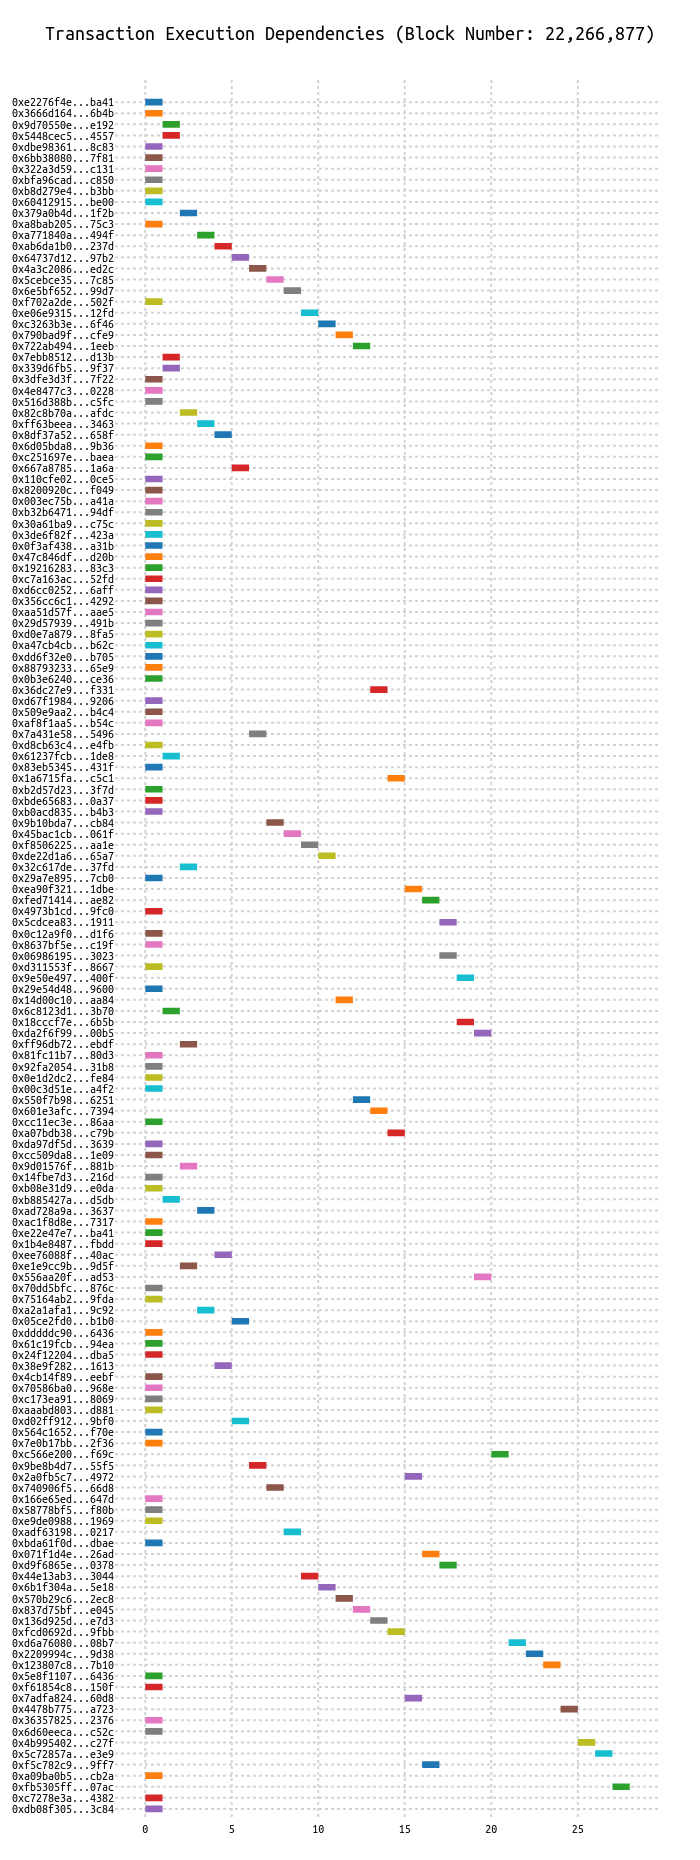 Transaction Execution Dependencies (Block Number: 22,266,877)
0xe2276f4e...ba41
0x3666d164...6b4b
0x9d70550e...e192
0x5448cec5...4557
0xdbe98361...8c83
0x6bb38080...7f81
0x322a3d59...c131
0xbfa96cad...c850
0xb8d279e4...b3bb
0x60412915...be00
0x379a0b4d...1f2b
0xa8bab205...75c3
0xa771840a...494f
0xab6da1b0...237d
0x64737d12...97b2
0x4a3c2086...ed2c
0x5cebce35...7c85
0x6e5bf652...99d7
0xf702a2de...502f
0xe06e9315...12fd
0xc3263b3e...6f46
0x790bad9f...cfe9
0x722ab494...1eeb
0x7ebb8512...d13b
0x339d6fb5...9f37
0x3dfe3d3f...7f22
0x4e8477c3...0228
0x516d388b...c5fc
0x82c8b70a...afdc
0xff63beea...3463
0x8df37a52...658f
0x6d05bda8...9b36
0xc251697e...baea
0x667a8785...1a6a
0x110cfe02...0ce5
0x8200920c...f049
0x003ec75b...a41a
0xb32b6471...94df
0x30a61ba9...c75c
0x3de6f82f...423a
0x0f3af438...a31b
0x47c846df...d20b
0x19216283...83c3
0xc7a163ac...52fd
0xd6cc0252...6aff
0x356cc6c1...4292
0xaa51d57f...aae5
0x29d57939...491b
0xd0e7a879...8fa5
0xa47cb4cb...b62c
0xdd6f32e0...b705
0x88793233...65e9
0x0b3e6240...ce36
0x36dc27e9...f331
0xd67f1984...9206
0x509e9aa2...b4c4
0xaf8f1aa5...b54c
0x7a431e58...5496
0xd8cb63c4...e4fb
0x61237fcb...1de8
0x83eb5345...431f
0x1a6715fa...c5c1
0xb2d57d23...3f7d
0xbde65683...0a37
0xb0acd835...b4b3
0x9b10bda7...cb84
0x45bac1cb...061f
0xf8506225...aa1e
0xde22d1a6...65a7
0x32c617de...37fd
0x29a7e895...7cb0
0xea90f321...1dbe
0xfed71414...ae82
0x4973b1cd...9fc0
0x5cdcea83...1911
0x0c12a9f0...d1f6
0x8637bf5e...c19f
0x06986195...3023
0xd311553f...8667
0x9e50e497...400f
0x29e54d48...9600
0x14d00c10...aa84
0x6c8123d1...3b70
0x18cccf7e...6b5b
0xda2f6f99...00b5
0xff96db72...ebdf
0x81fc11b7...80d3
0x92fa2054...31b8
0x0e1d2dc2...fe84
0x00c3d51e...a4f2
0x550f7b98...6251
0x601e3afc...7394
0xcc11ec3e...86aa
0xa07bdb38...c79b
0xda97df5d...3639
0xcc509da8...1e09
0x9d01576f...881b
0x14fbe7d3...216d
0xb08e31d9...e0da
0xb885427a...d5db
0xad728a9a...3637
0xac1f8d8e...7317
0xe22e47e7...ba41
0x1b4e8487...fbdd
0xee76088f...40ac
0xe1e9cc9b...9d5f
0x556aa20f...ad53
0x70dd5bfc...876c
0x75164ab2...9fda
0xa2a1afa1...9c92
0x05ce2fd0...b1b0
0xdddddc90...6436
0x61c19fcb...94ea
0x24f12204...dba5
0x38e9f282...1613
0x4cb14f89...eebf
0x70586ba0...968e
0xc173ea91...8069
0xaaabd803...d881
0xd02ff912...9bf0
0x564c1652...f70e
0x7e0b17bb...2f36
0xc566e200...f69c
0x9be8b4d7...55f5
0x2a0fb5c7...4972
0x740906f5...66d8
0x166e65ed...647d
0x58778bf5...f80b
0xe9de0988...1969
0xadf63198...0217
0xbda61f0d...dbae
0x071f1d4e...26ad
0xd9f6865e...0378
0x44e13ab3...3044
0x6b1f304a...5e18
0x570b29c6...2ec8
0x837d75bf...e045
0x136d925d...e7d3
0xfcd0692d...9fbb
0xd6a76080...08b7
0x2209994c...9d38
0x123807c8...7b10
0x5e8f1107...6436
0xf61854c8...150f
0x7adfa824...60d8
0x4478b775...a723
0x36357825...2376
0x6d60eeca...c52c
0x4b995402...c27f
0x5c72857a...e3e9
0xf5c782c9...9ff7
0xa09ba0b5...cb2a
0xfb5305ff...07ac
0xc7278e3a...4382
0xdb08f305...3c84
0 5 10 15 20 25